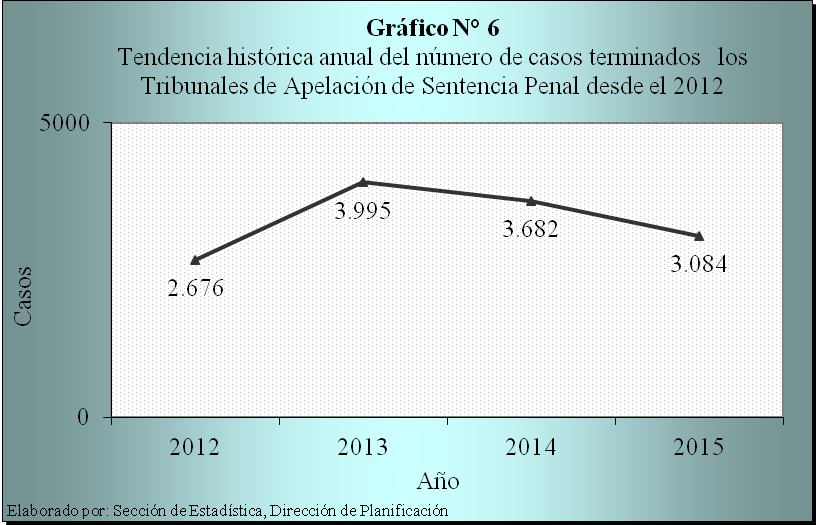 Gráfico N° 6
Tendencia histórica anual del número de casos terminados los
Tribunales de Apelación de Sentencia Penal desde el 2012
5000
3.995
3.682
3.084
2.676
Casos
0
2012 2013 2014 2015
Año
Elaborado por: Sección de Estadística, Dirección de Planificación